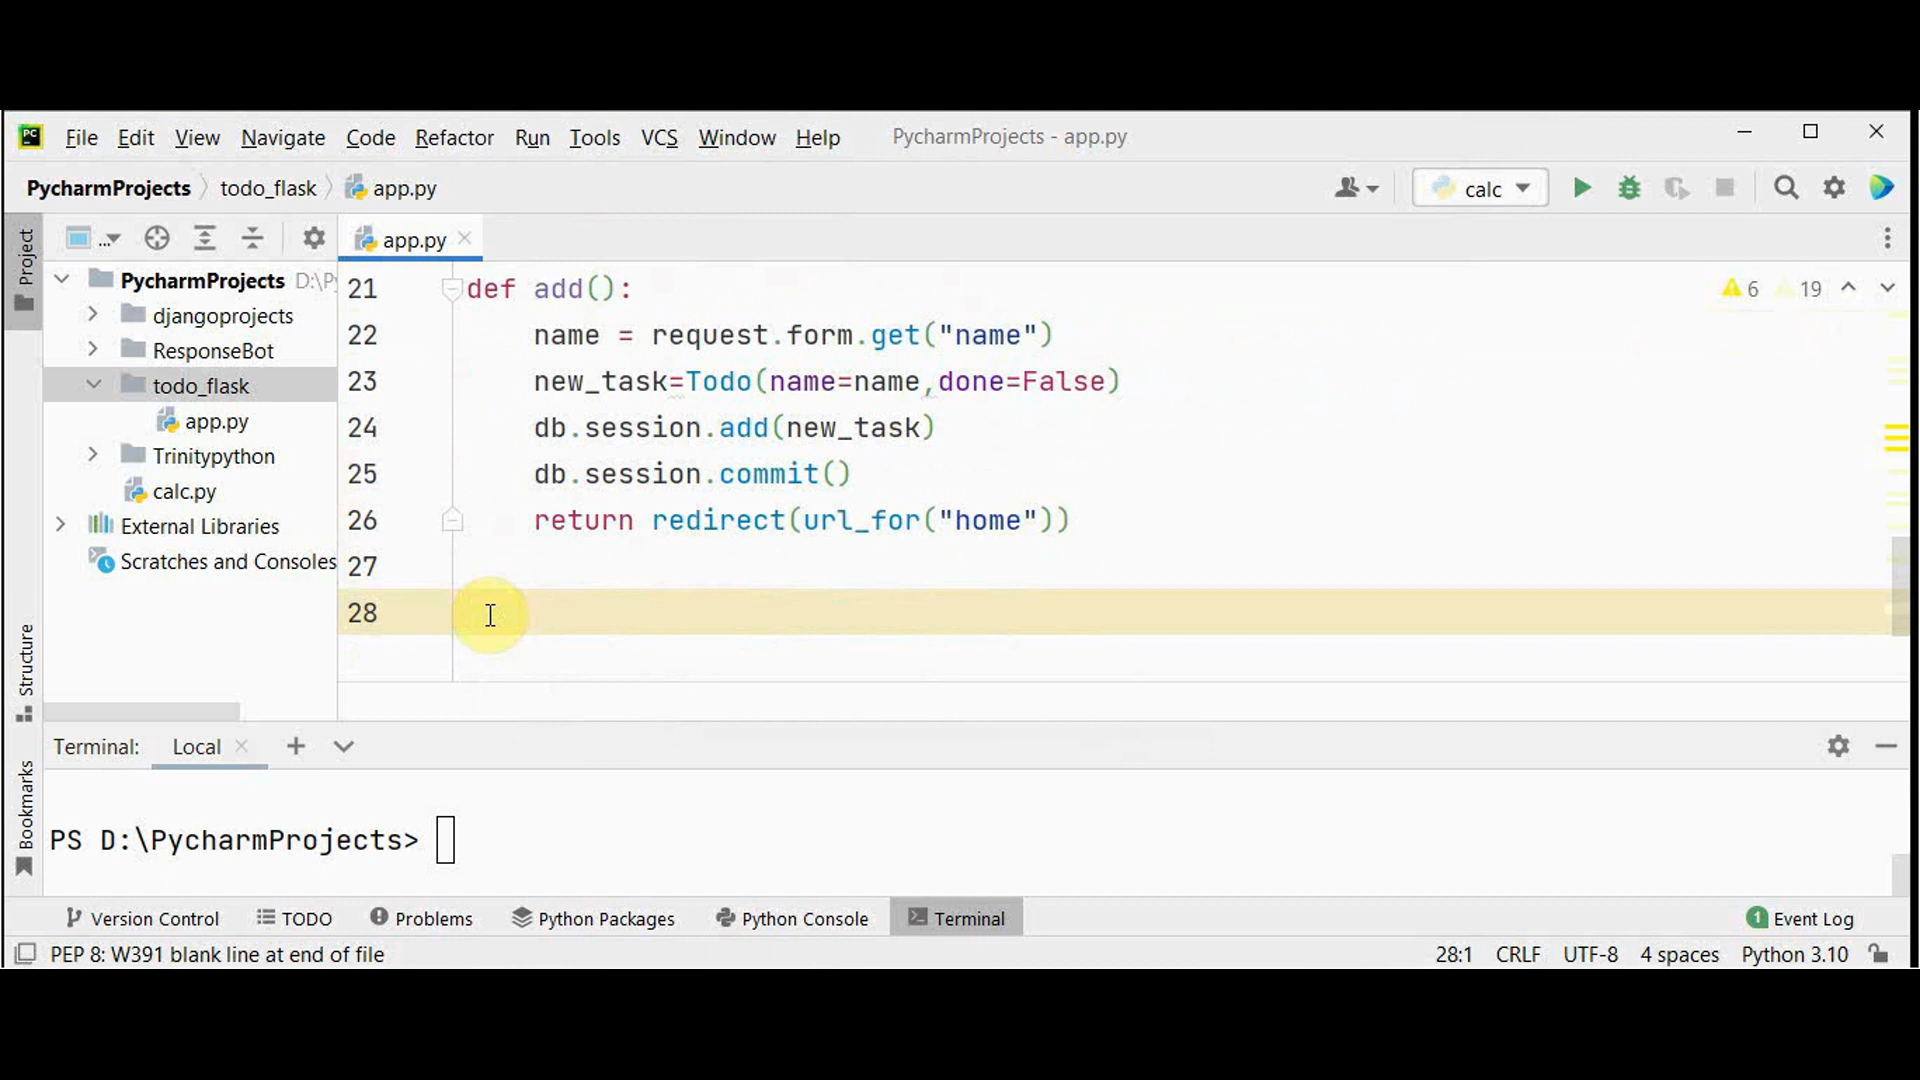 PC File Edit View Navigate Code Refactor Run Tools VCS Window Help PycharmProjects - app.py
PycharmProjects todo_flask app.py calc
Project
... app.py
PycharmProjects D:\Py
djangoprojects
ResponseBot
todo_flask
app.py
Trinitypython
calc.py
External Libraries
Scratches and Consoles
Structure
Bookmarks
21 def add(): 6 19
22 name = request.form.get("name")
23 new_task=Todo(name=name,done=False)
24 db.session.add(new_task)
25 db.session.commit()
26 return redirect(url_for("home"))
27
28
Terminal: Local
PS D:\PycharmProjects>
Version Control TODO Problems Python Packages Python Console Terminal 1 Event Log
PEP 8: W391 blank line at end of file 28:1 CRLF UTF-8 4 spaces Python 3.10